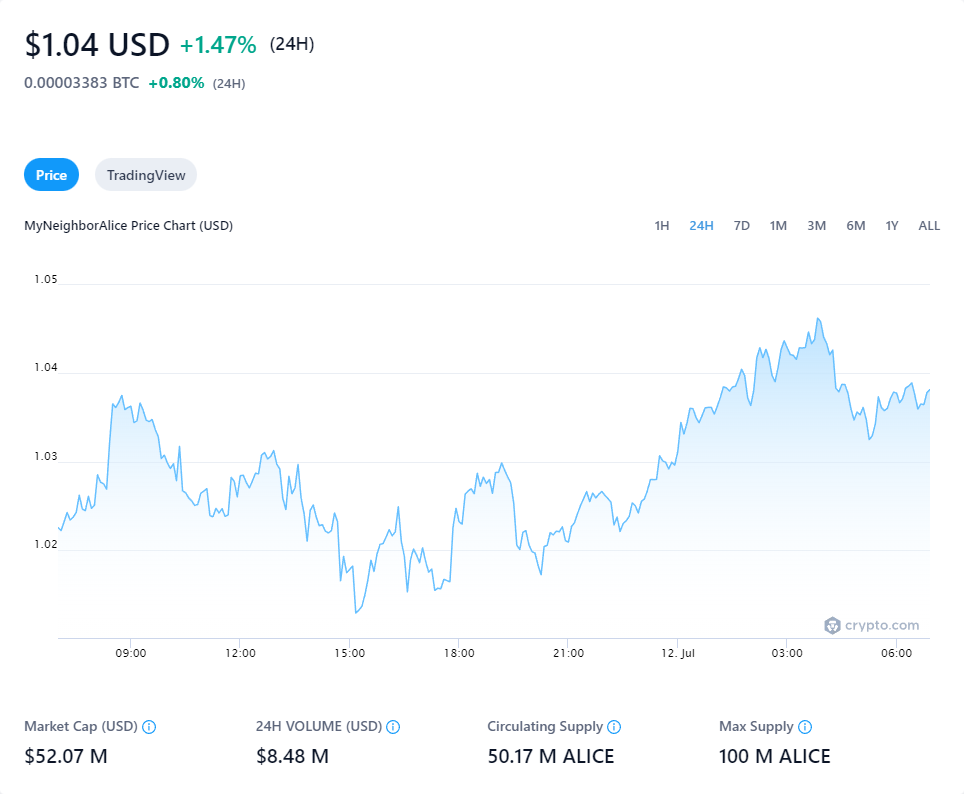 $1.04 USD +1.47% (24H)
0.00003383 BTC +0.80% (24H)
Price TradingView
MyNeighborAlice Price Chart (USD) 1H 24H 7D 1M 3M 6M 1Y ALL
1.05
1.04
1.03
1.02
crypto.com
09:00 12:00 15:00 18:00 21:00 12. Jul 03:00 06:00
Market Cap (USD) 24H VOLUME (USD) Circulating Supply Max Supply
$52.07 M $8.48 M 50.17 M ALICE 100 M ALICE